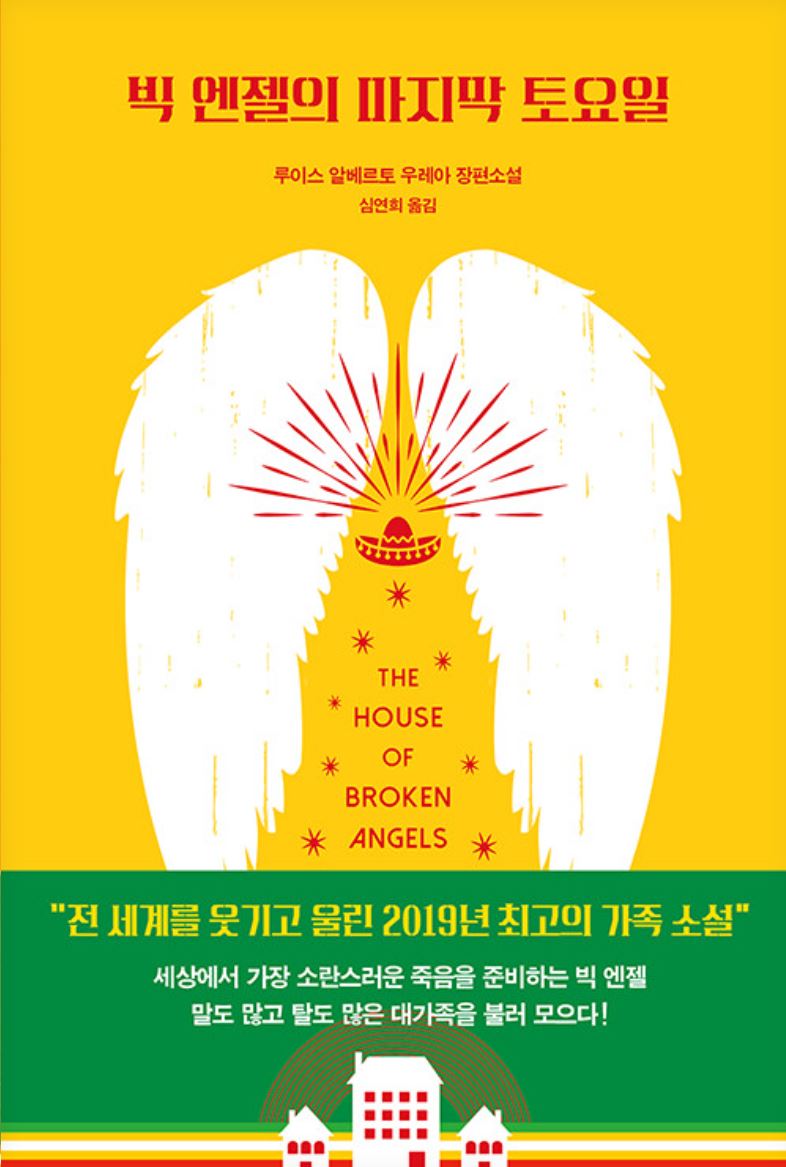 빅 엔젤의 마지막 토요일
루이스 알베르토 우레아 장편소설
심연희 옮김
THE
HOUSE
OF
BROKEN
ANGELS
"전 세계를 웃기고 울린 2019년 최고의 가족 소설"
세상에서 가장 소란스러운 죽음을 준비하는 빅 엔젤
말도 많고 탈도 많은 대가족을 불러 모으다!